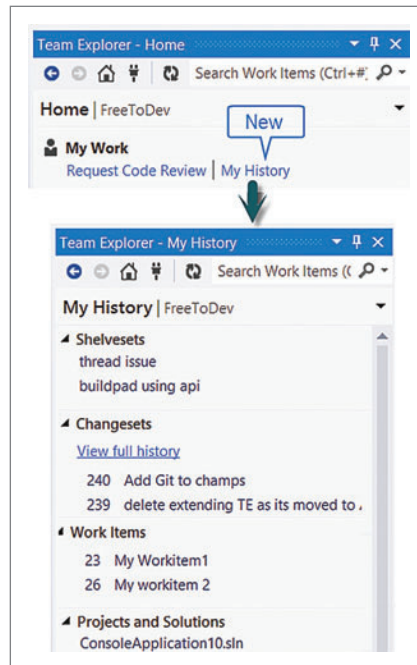 Team Explorer - Home
Search Work Items (Ctrl+#;
Home | FreeToDev
New
My Work
Request Code Review | My History
Team Explorer - My History
Search Work Items ((
My History | FreeToDev
Shelvesets
thread issue
buildpad using api
Changesets
View full history
240 Add Git to champs
239 delete extending TE as its moved to
Work Items
23 My Workitem1
26 My workitem 2
Projects and Solutions
ConsoleApplication10.sln